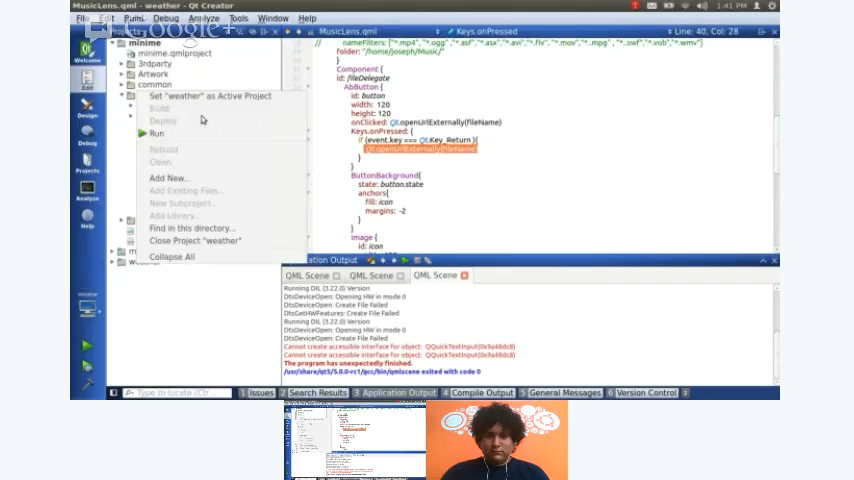 MusicLens.qml - weather - Qt Creator
1:41 PM
File Edit Build Debug Analyze Tools Window Help
Google+
MusicLens.qml
Keys.onPressed
Line: 40, Col: 28
minime
minime.qmlproject
3rdparty
Artwork
common
Set "weather" as Active Project
Build
Deploy
Run
Rebuild
Clean
Add New...
Add Existing Files...
New Subproject...
Add Library...
Find in this directory...
Close Project "weather"
Collapse All
Welcome
Edit
Design
Debug
Projects
Analyze
Help
minime
// nameFilters: ["*.mp4", "*.ogg", "*.asf", "*.asx", "*.avi", "*.flv", "*.mov", "*.mpg", "*.swf", "*.vob", "*.wmv"]
folder: "/home/joseph/Music/"
Component {
id: fileDelegate
AbButton {
id: button
width: 120
height: 120
onClicked: Qt.openUrlExternally(fileName)
Keys.onPressed: {
if (event.key === Qt.Key_Return ){
Qt.openUrlExternally(fileName)
}
}
ButtonBackground{
state: button.state
anchors{
fill: icon
margins: -2
}
}
Image {
id: icon
Application Output
QML Scene
QML Scene
QML Scene
Running DIL (3.22.0) Version
DtsDeviceOpen: Opening HW in mode 0
DtsDeviceOpen: Create File Failed
DtsGetHWFeatures: Create File Failed
Running DIL (3.22.0) Version
DtsDeviceOpen: Opening HW in mode 0
DtsDeviceOpen: Create File Failed
Cannot create accessible interface for object: QQuickTextInput(0x9a48dc8)
Cannot create accessible interface for object: QQuickTextInput(0x9a48dc8)
The program has unexpectedly finished.
/usr/share/qt5/5.0.0-rc1/gcc/bin/qmlscene exited with code 0
Type to locate (Ctr...
1 Issues
2 Search Results
3 Application Output
4 Compile Output
5 General Messages
6 Version Control